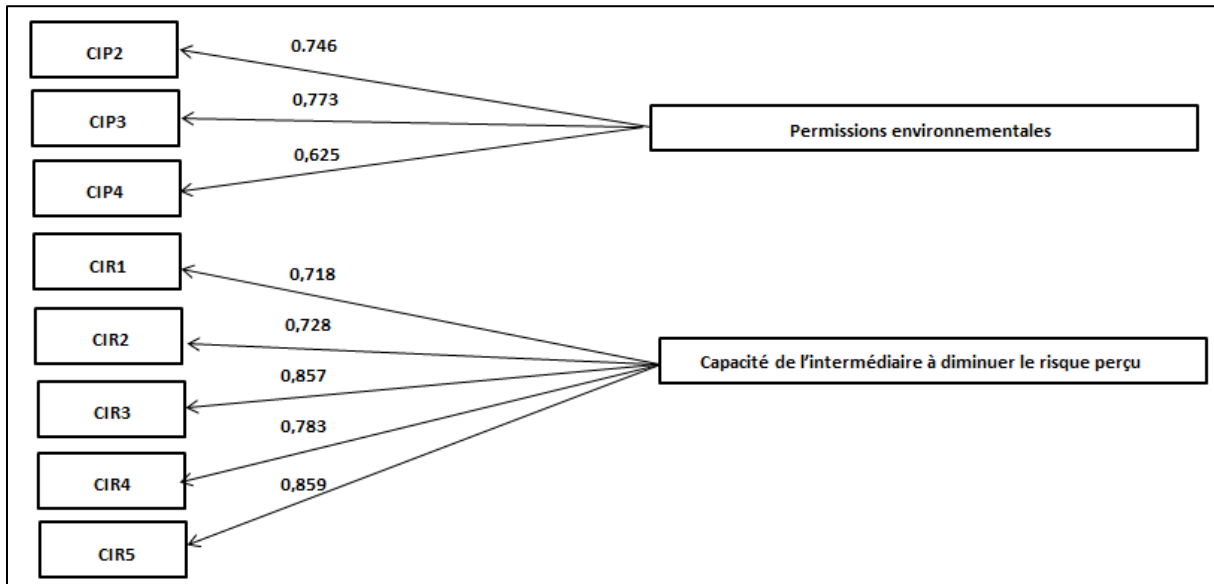 CIP2
0.746
CIP3
0,773
Permissions environnementales
CIP4
0,625
CIR1
0,718
CIR2
0,728
Capacité de l'intermédiaire à diminuer le risque perçu
CIR3
0,857
CIR4
0,783
CIR5
0,859